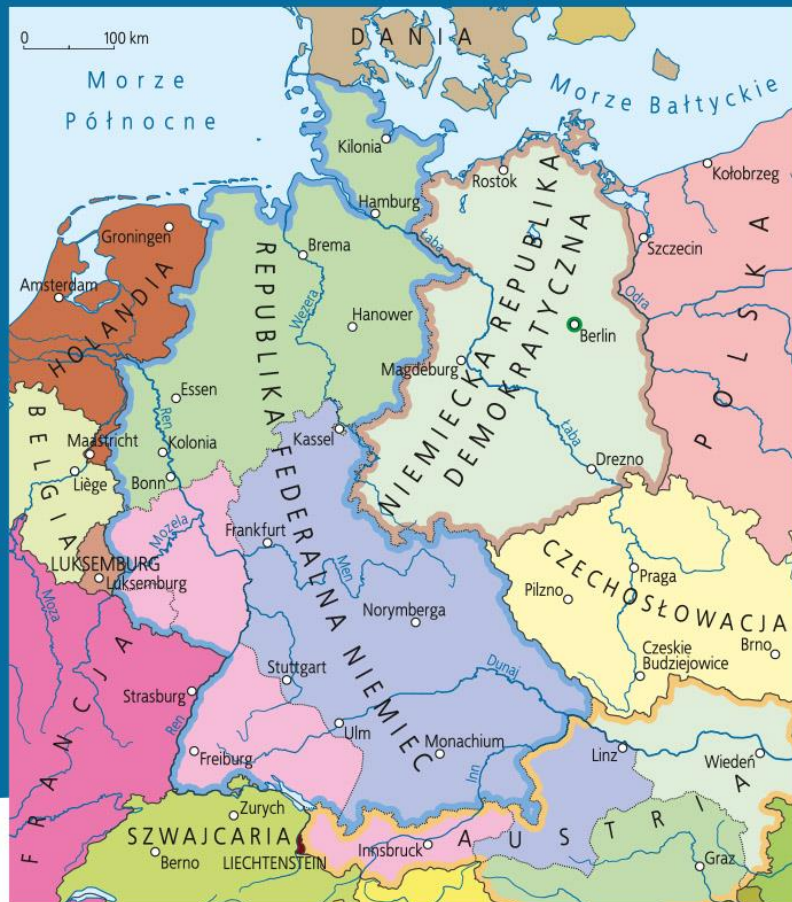 0 100 km
DANIA
Morze
Północne
Morze Bałtyckie
Kilonia
Rostok
Kołobrzeg
Hamburg
Łaba
Groningen
Brema
Szczecin
Amsterdam
HOLANDIA
Wezera
Hanower
Odra
Berlin
REPUBLIKA FEDERALNA NIEMIEC
NIEMIECKA REPUBLIKA
DEMOKRATYCZNA
POLSKA
Magdeburg
Essen
Ren
BELGIA
Maastricht
Kolonia
Kassel
Łaba
Drezno
Liège
Bonn
Mozela
Frankfurt
LUKSEMBURG
Luksemburg
Men
CZECHOSŁOWACJA
Praga
Pilzno
Moza
Norymberga
Brno
Czeskie
Budziejowice
FRANCJA
Stuttgart
Dunaj
Strasburg
Ren
Ulm
Freiburg
Monachium
Inn
Linz
Wiedeń
Zurych
SZWAJCARIA
Berno
LIECHTENSTEIN
Innsbruck
AUSTRIA
Graz